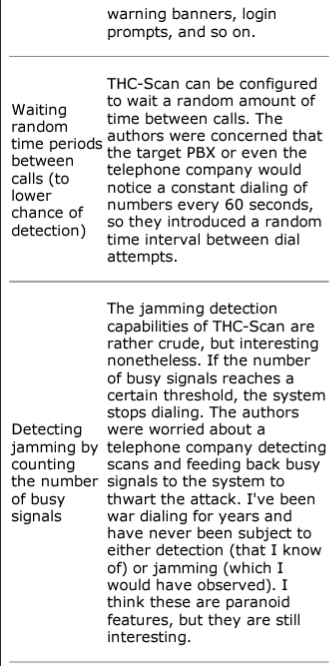 warning banners, login
prompts, and so on.
Waiting
random
time periods
between
calls (to
lower
chance of
detection)
THC-Scan can be configured
to wait a random amount of
time between calls. The
authors were concerned that
the target PBX or even the
telephone company would
notice a constant dialing of
numbers every 60 seconds,
so they introduced a random
time interval between dial
attempts.
Detecting
jamming by
counting
the number
of busy
signals
The jamming detection
capabilities of THC-Scan are
rather crude, but interesting
nonetheless. If the number
of busy signals reaches a
certain threshold, the system
stops dialing. The authors
were worried about a
telephone company detecting
scans and feeding back busy
signals to the system to
thwart the attack. I've been
war dialing for years and
have never been subject to
either detection (that I know
of) or jamming (which I
would have observed). I
think these are paranoid
features, but they are still
interesting.